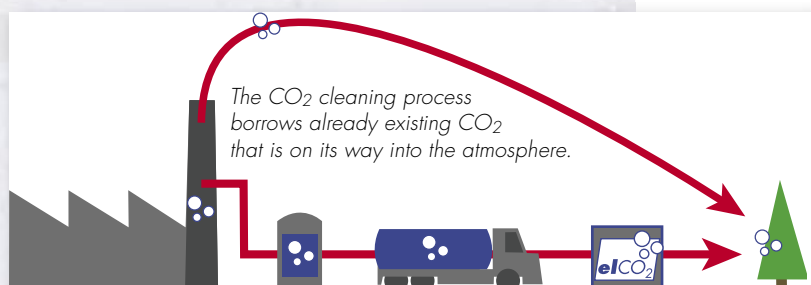 The CO2 cleaning process
borrows already existing CO2
that is on its way into the atmosphere.
elCO2